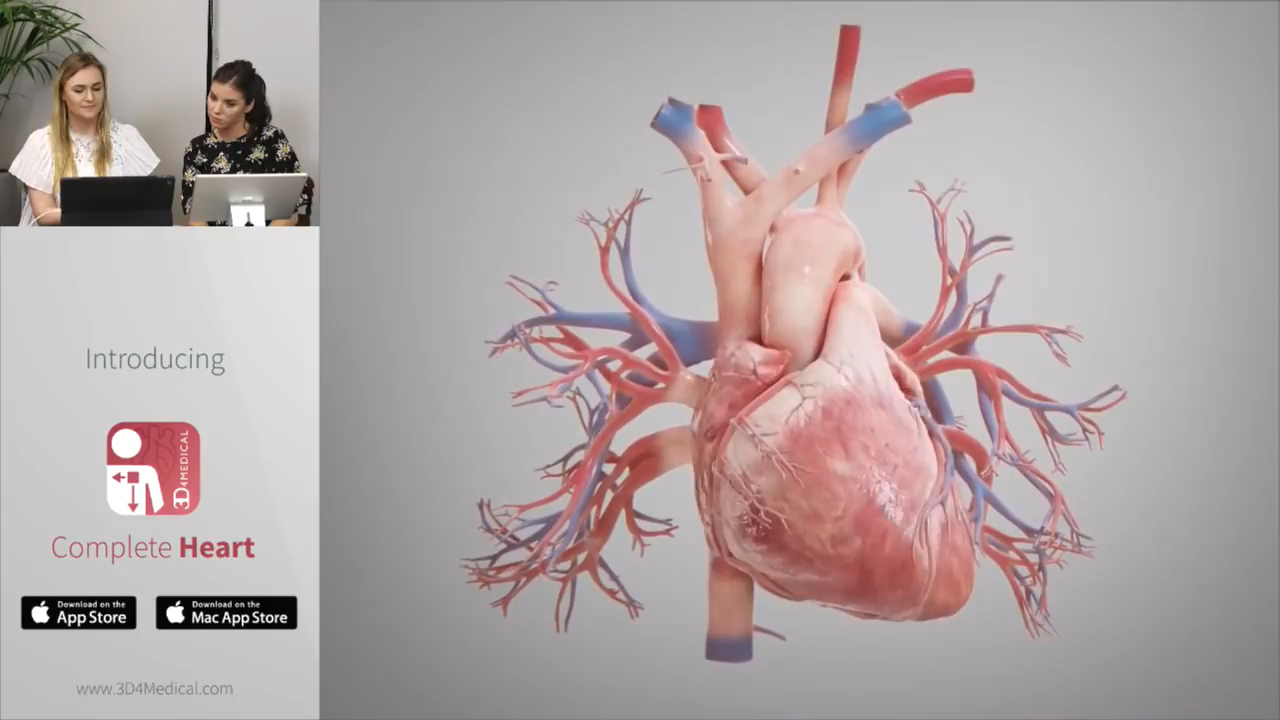 Introducing
3D4MEDICAL
Complete Heart
Download on the
App Store
Download on the
Mac App Store
www.3D4Medical.com